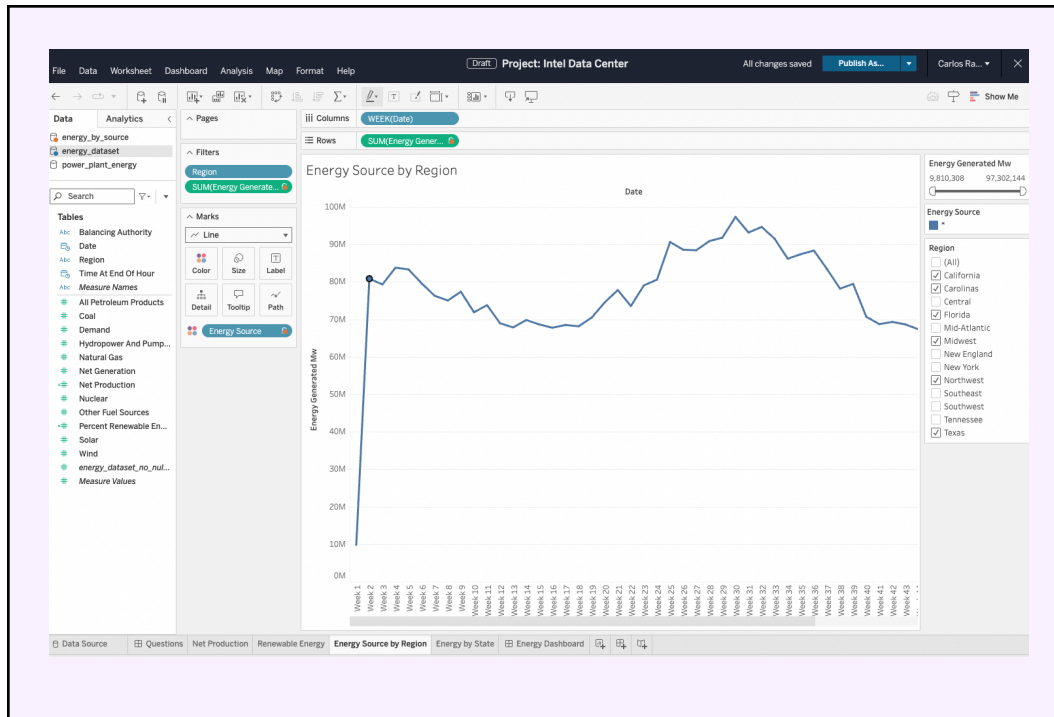 Draft Project: Intel Data Center All changes saved Publish As... Carlos Ra...
File Data Worksheet Dashboard Analysis Map Format Help
Show Me
Data Analytics
energy_by_source
energy_dataset
power_plant_energy
Search
Tables
Abc Balancing Authority
Date
Abc Region
Time At End Of Hour
Abc Measure Names
All Petroleum Products
Coal
Demand
Hydropower And Pump...
Natural Gas
Net Generation
Net Production
Nuclear
Other Fuel Sources
Percent Renewable En...
Solar
Wind
energy_dataset_no_nul...
Measure Values
Pages
Filters
Region
SUM(Energy Generate...
Marks
Line
Color Size Label
Detail Tooltip Path
Energy Source
Columns WEEK(Date)
Rows SUM(Energy Gener...
Energy Source by Region
Date
Energy Generated Mw
100M
90M
80M
70M
60M
50M
40M
30M
20M
10M
0M
Week 1
Week 2
Week 3
Week 4
Week 5
Week 6
Week 7
Week 8
Week 9
Week 10
Week 11
Week 12
Week 13
Week 14
Week 15
Week 16
Week 17
Week 18
Week 19
Week 20
Week 21
Week 22
Week 23
Week 24
Week 25
Week 26
Week 27
Week 28
Week 29
Week 30
Week 31
Week 32
Week 33
Week 34
Week 35
Week 36
Week 37
Week 38
Week 39
Week 40
Week 41
Week 42
Week 43
Energy Generated Mw
9,810,308 97,302,144
Energy Source
*
Region
(All)
California
Carolinas
Central
Florida
Mid-Atlantic
Midwest
New England
New York
Northwest
Southeast
Southwest
Tennessee
Texas
Data Source Questions Net Production Renewable Energy Energy Source by Region Energy by State Energy Dashboard